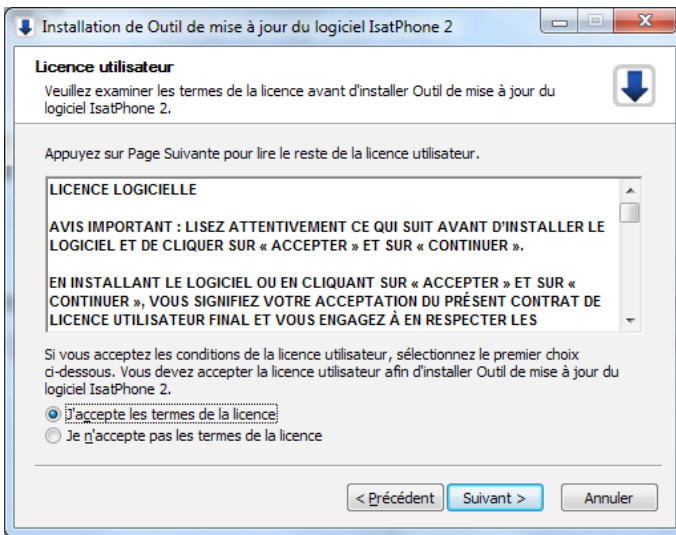 Installation de Outil de mise à jour du logiciel IsatPhone 2
Licence utilisateur
Veuillez examiner les termes de la licence avant d'installer Outil de mise à jour du
logiciel IsatPhone 2.
Appuyez sur Page Suivante pour lire le reste de la licence utilisateur.
LICENCE LOGICIELLE
AVIS IMPORTANT : LISEZ ATTENTIVEMENT CE QUI SUIT AVANT D'INSTALLER LE
LOGICIEL ET DE CLIQUER SUR « ACCEPTER » ET SUR « CONTINUER ».
EN INSTALLANT LE LOGICIEL OU EN CLIQUANT SUR « ACCEPTER » ET SUR «
CONTINUER », VOUS SIGNIFIEZ VOTRE ACCEPTATION DU PRÉSENT CONTRAT DE
LICENCE UTILISATEUR FINAL ET VOUS ENGAGEZ À EN RESPECTER LES
Si vous acceptez les conditions de la licence utilisateur, sélectionnez le premier choix
ci-dessous. Vous devez accepter la licence utilisateur afin d'installer Outil de mise à jour du
logiciel IsatPhone 2.
J'accepte les termes de la licence
Je n'accepte pas les termes de la licence
< Précédent
Suivant >
Annuler